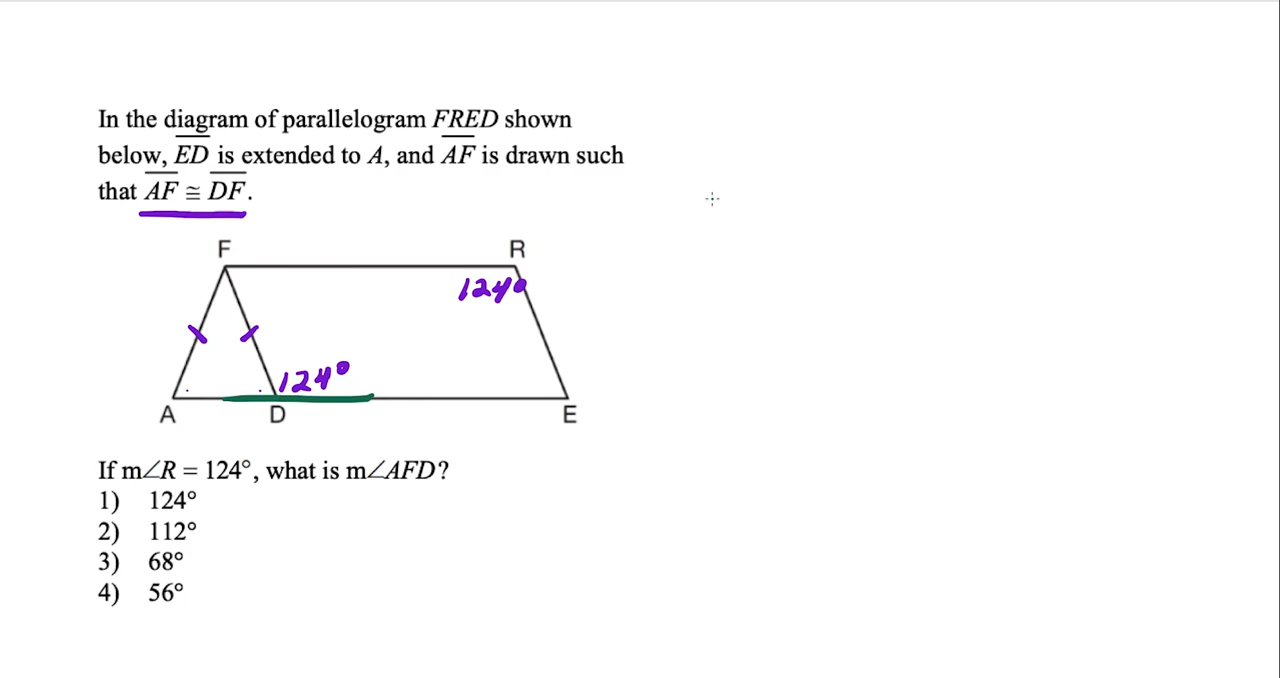 In the diagram of parallelogram FRED shown
below, ED is extended to A, and AF is drawn such
that AF ≅ DF.
F R
124°
124°
A D E
If m∠R = 124°, what is m∠AFD?
1) 124°
2) 112°
3) 68°
4) 56°